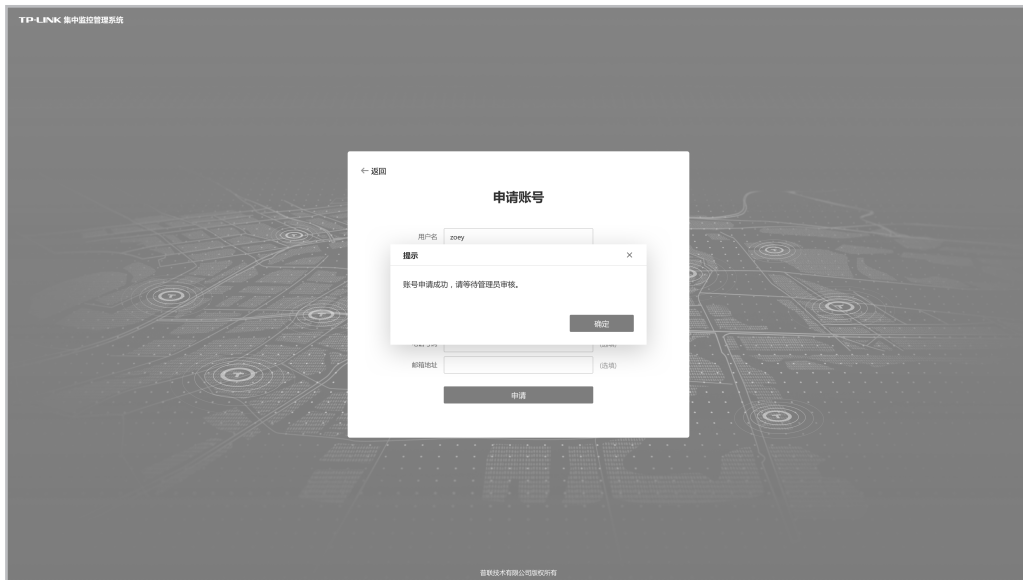 TP-LINK 集中监控管理系统
← 返回
申请账号
用户名 zoey
提示 ×
账号申请成功，请等待管理员审核。
确定
邮箱地址 (选填)
申请
普联技术有限公司版权所有